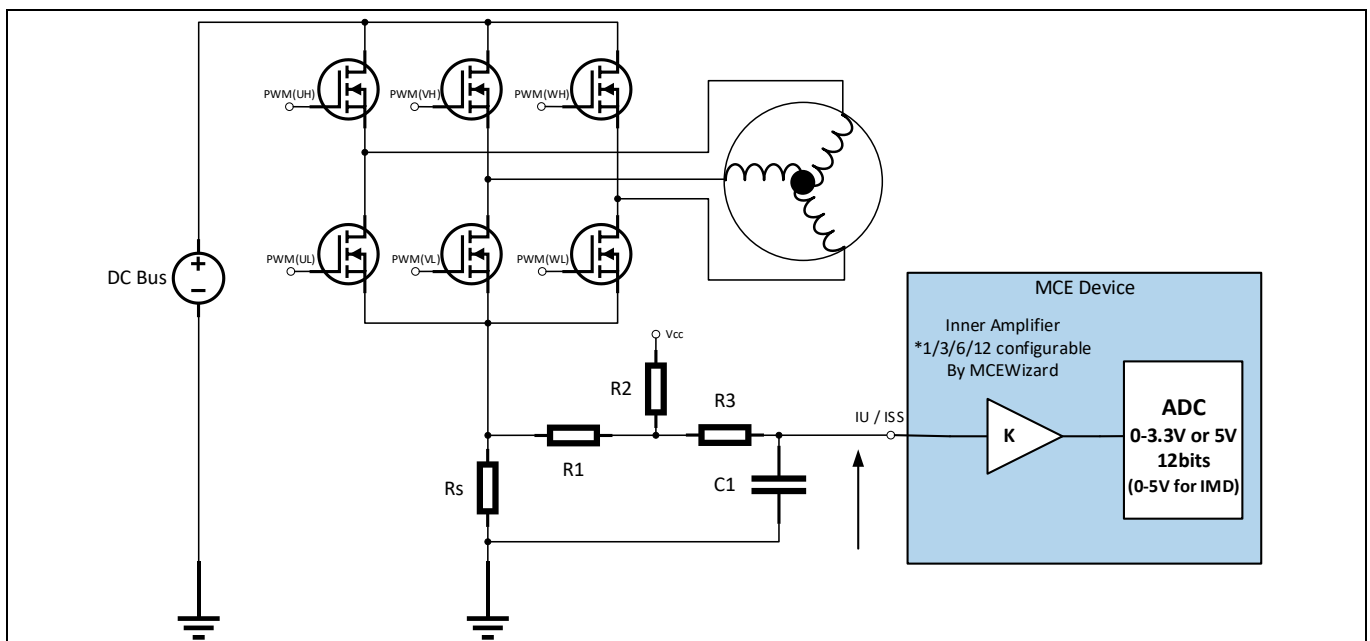 PWM(UH)
PWM(VH)
PWM(WH)
PWM(UL)
PWM(VL)
PWM(WL)
DC Bus
+
−
Vcc
R2
R3
R1
Rs
C1
IU / ISS
MCE Device
Inner Amplifier
*1/3/6/12 configurable
By MCEWizard
K
ADC
0-3.3V or 5V
12bits
(0-5V for IMD)